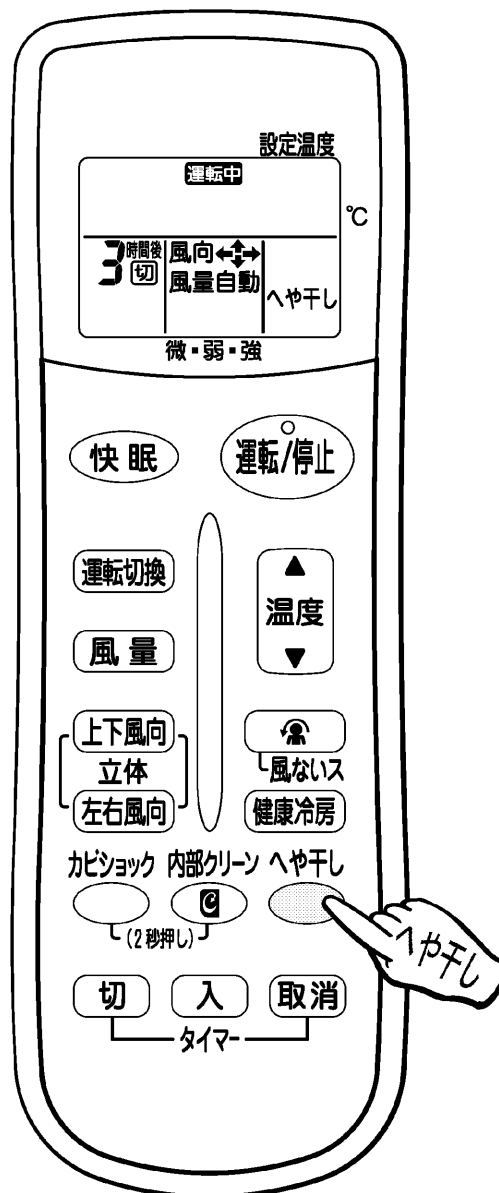 設定温度
運転中
℃
3時間後 切
風向
風量自動
へや干し
微・弱・強
快眠
運転/停止
運転切換
▲
温度
▼
風量
上下風向
立体
左右風向
風ないス
健康冷房
カビショック 内部クリーン へや干し
C
(2秒押し)
へや干し
切 入 取消
タイマー